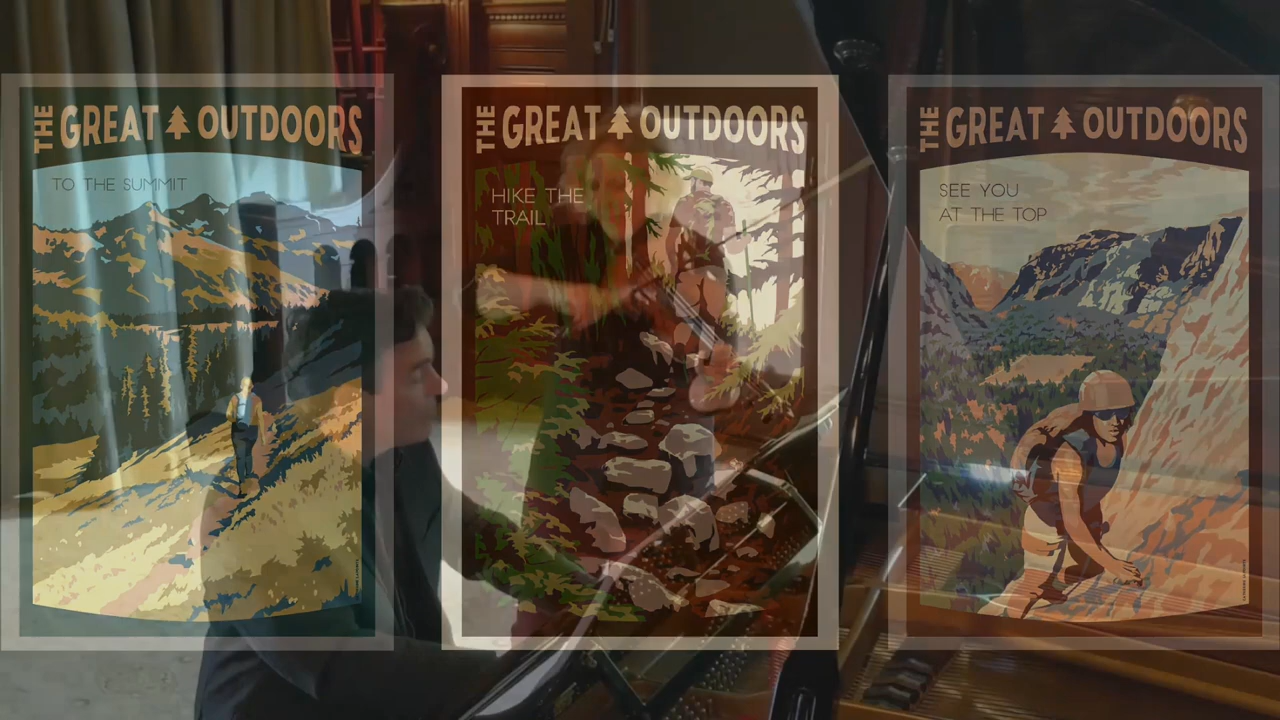 THE GREAT OUTDOORS
TO THE SUMMIT
THE GREAT OUTDOORS
HIKE THE
TRAIL
THE GREAT OUTDOORS
SEE YOU
AT THE TOP